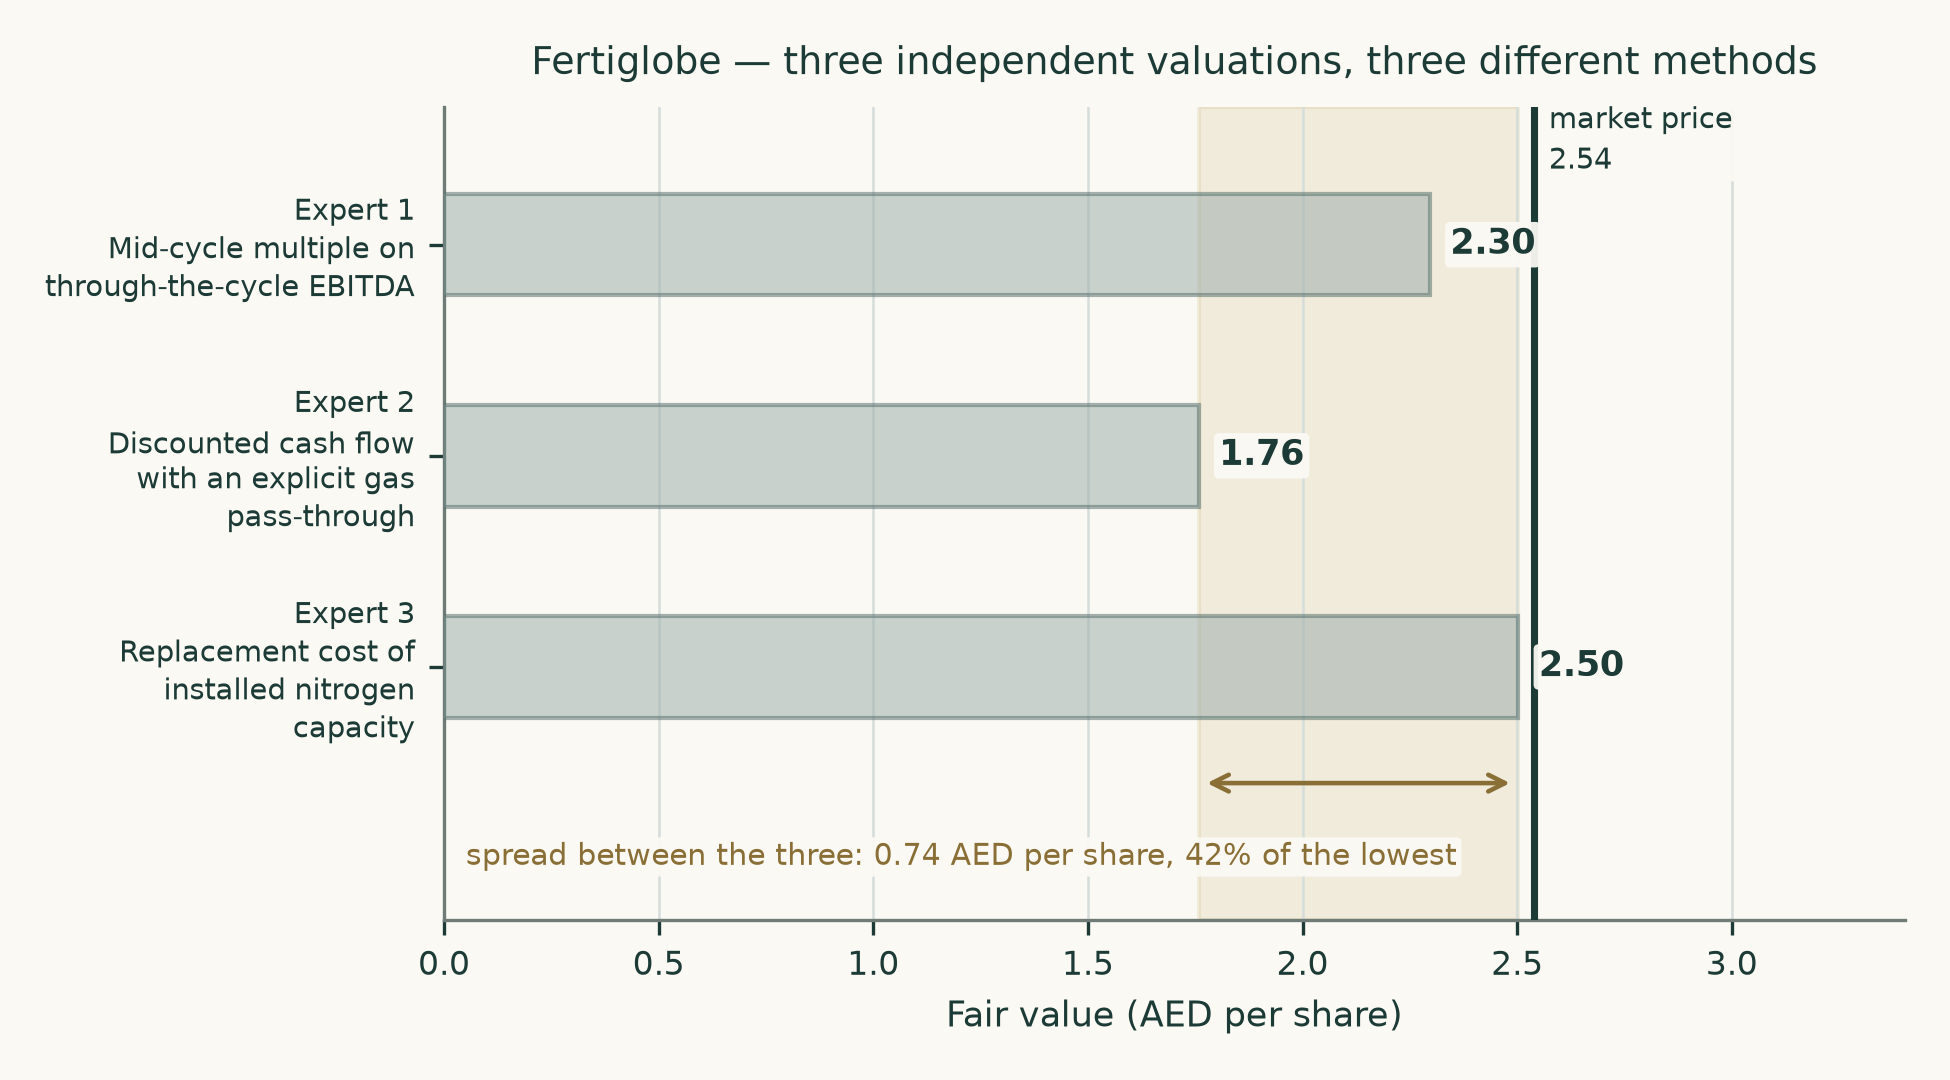 Fertiglobe — three independent valuations, three different methods
market price
2.54
Expert 1
Mid-cycle multiple on
through-the-cycle EBITDA
2.30
Expert 2
Discounted cash flow
with an explicit gas
pass-through
1.76
Expert 3
Replacement cost of
installed nitrogen
capacity
2.50
spread between the three: 0.74 AED per share, 42% of the lowest
0.0 0.5 1.0 1.5 2.0 2.5 3.0
Fair value (AED per share)